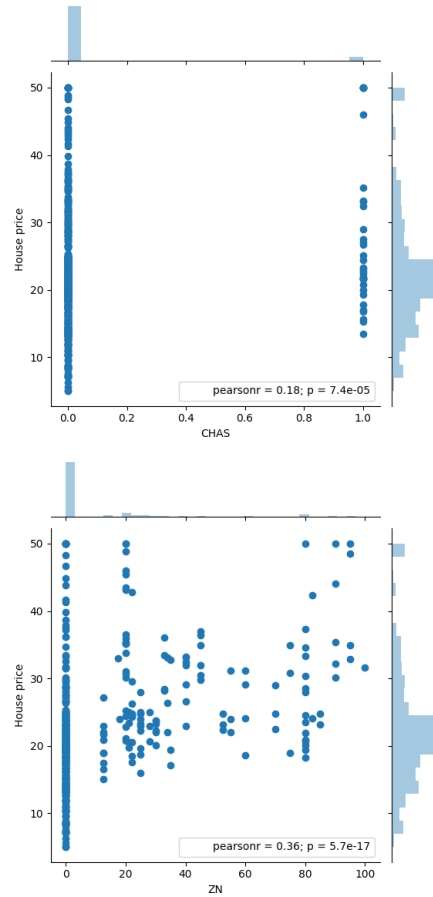 50
40
30
20
10
House price
pearsonr = 0.18; p = 7.4e-05
0.0 0.2 0.4 0.6 0.8 1.0
CHAS
50
40
30
20
10
House price
pearsonr = 0.36; p = 5.7e-17
0 20 40 60 80 100
ZN